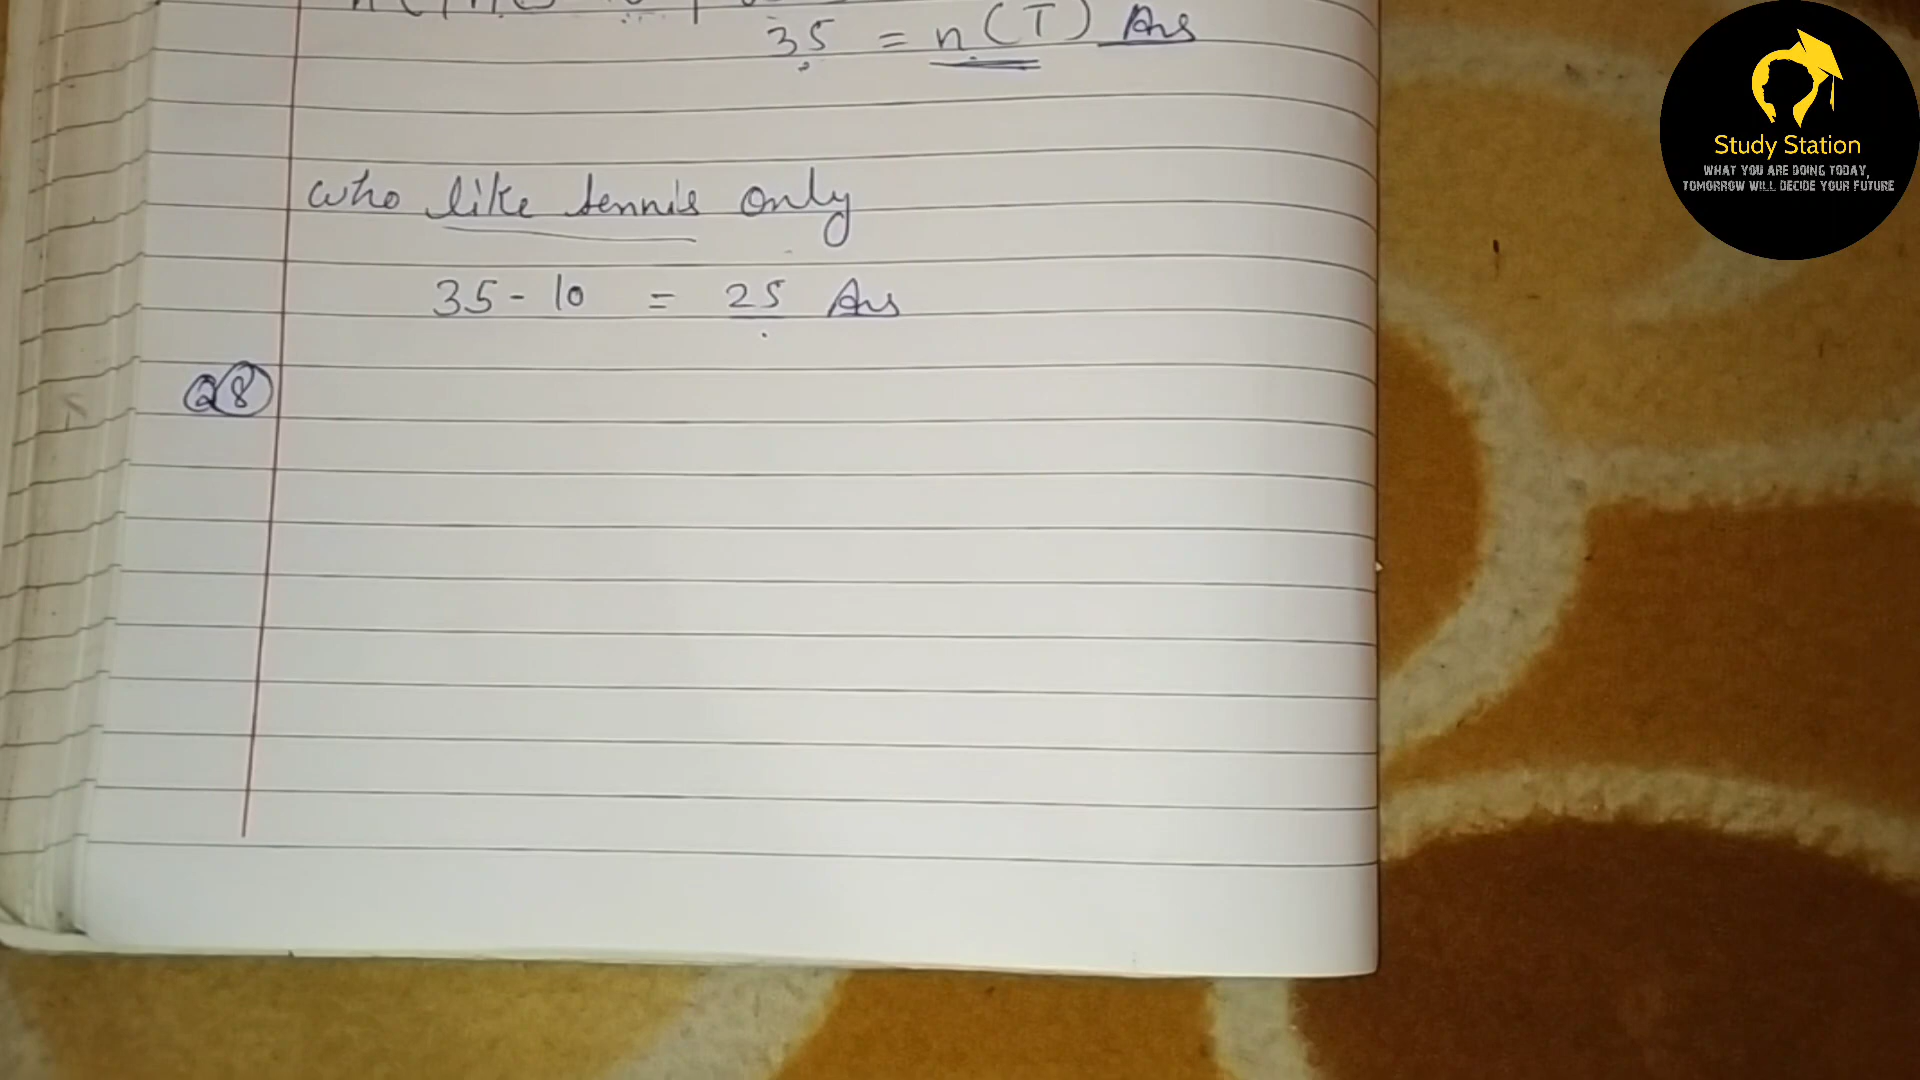 35 = n(T) Ans
who like tennis only
35 - 10 = 25 Ans
Q8
Study Station
WHAT YOU ARE DOING TODAY,
TOMORROW WILL DECIDE YOUR FUTURE